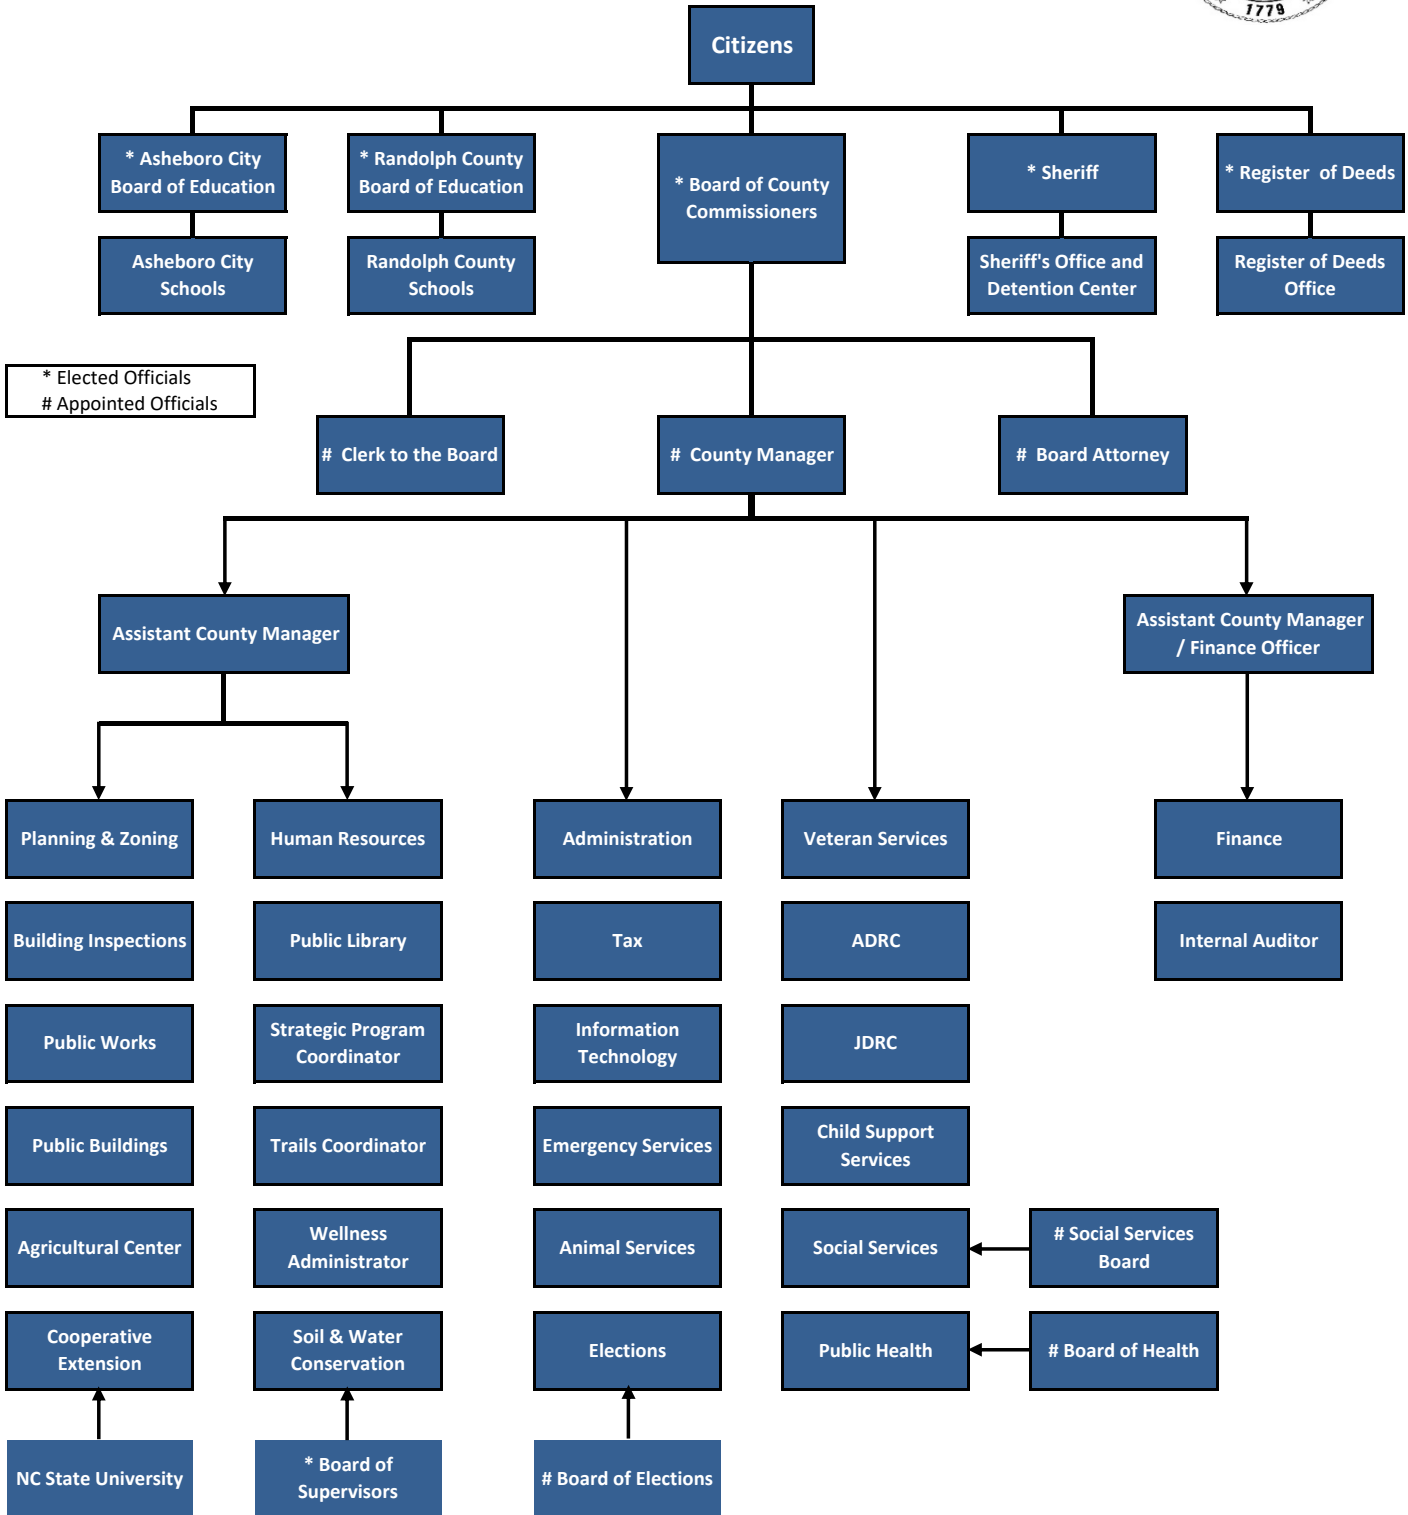 1779
Citizens
* Asheboro City
Board of Education
* Randolph County
Board of Education
* Board of County
Commissioners
* Sheriff
* Register of Deeds
Asheboro City
Schools
Randolph County
Schools
Sheriff's Office and
Detention Center
Register of Deeds
Office
* Elected Officials
# Appointed Officials
# Clerk to the Board
# County Manager
# Board Attorney
Assistant County Manager
Assistant County Manager
/ Finance Officer
Planning & Zoning
Human Resources
Administration
Veteran Services
Finance
Building Inspections
Public Library
Tax
ADRC
Internal Auditor
Public Works
Strategic Program
Coordinator
Information
Technology
JDRC
Public Buildings
Trails Coordinator
Emergency Services
Child Support
Services
Agricultural Center
Wellness
Administrator
Animal Services
Social Services
# Social Services
Board
Cooperative
Extension
Soil & Water
Conservation
Elections
Public Health
# Board of Health
NC State University
* Board of
Supervisors
# Board of Elections